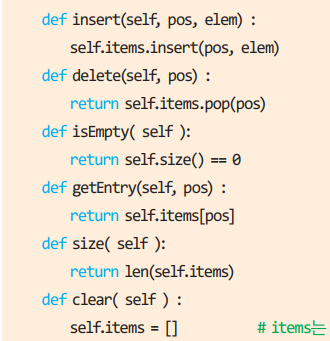 def insert(self, pos, elem) :
self.items.insert(pos, elem)
def delete(self, pos) :
return self.items.pop(pos)
def isEmpty( self ):
return self.size() == 0
def getEntry(self, pos) :
return self.items[pos]
def size( self ):
return len(self.items)
def clear( self ) :
self.items = [] # items는